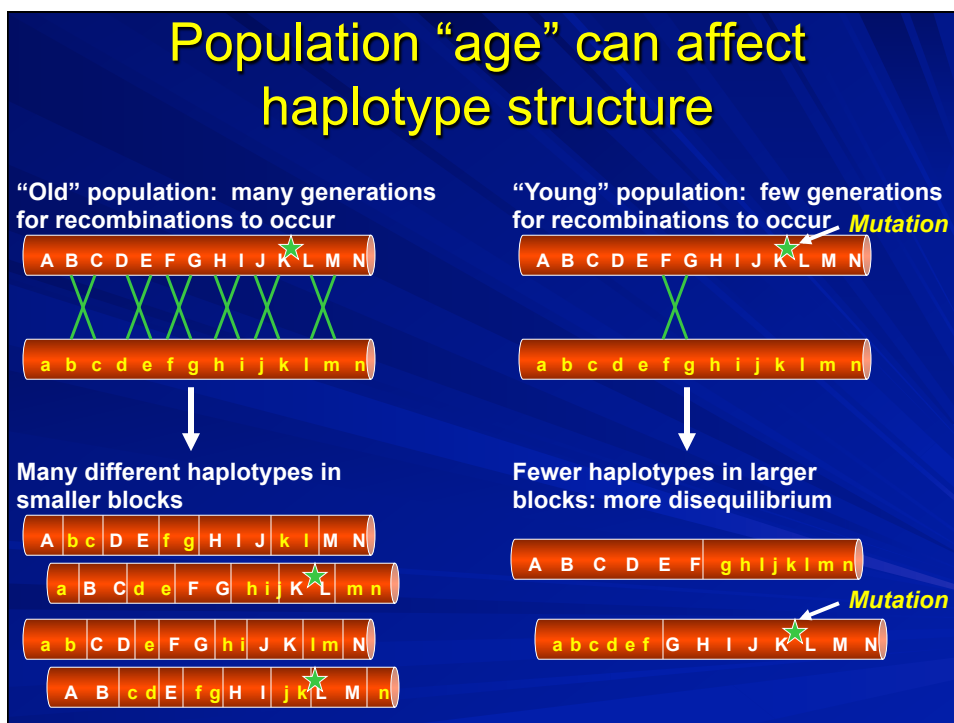 Population “age” can affect
haplotype structure
“Old” population: many generations
for recombinations to occur
A B C D E F G H I J K L M N
a b c d e f g h i j k l m n
Many different haplotypes in
smaller blocks
A b c D E f g H I J k l M N
a B C d e F G h i j K L m n
a b C D e F G h i J K l m N
A B c d E f g H I j k L M n
“Young” population: few generations
for recombinations to occur
Mutation
A B C D E F G H I J K L M N
a b c d e f g h i j k l m n
Fewer haplotypes in larger
blocks: more disequilibrium
A B C D E F g h I j k l m n
Mutation
a b c d e f G H I J K L M N